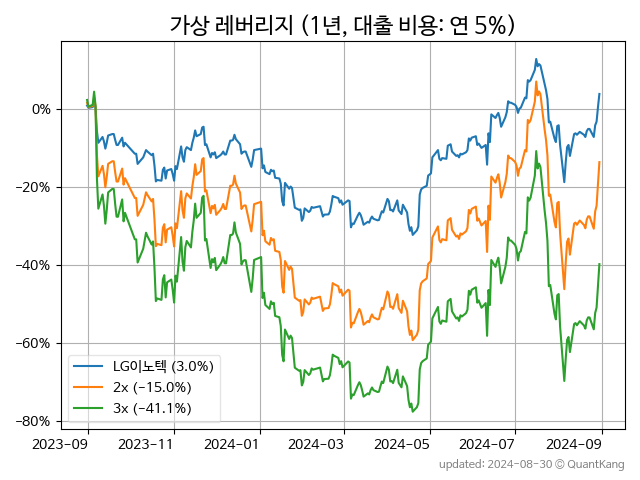 가상 레버리지 (1년, 대출 비용: 연 5%)
0%
−20%
−40%
−60%
−80%
LG이노텍 (3.0%)
2x (−15.0%)
3x (−41.1%)
2023-09 2023-11 2024-01 2024-03 2024-05 2024-07 2024-09
updated: 2024-08-30 © QuantKang